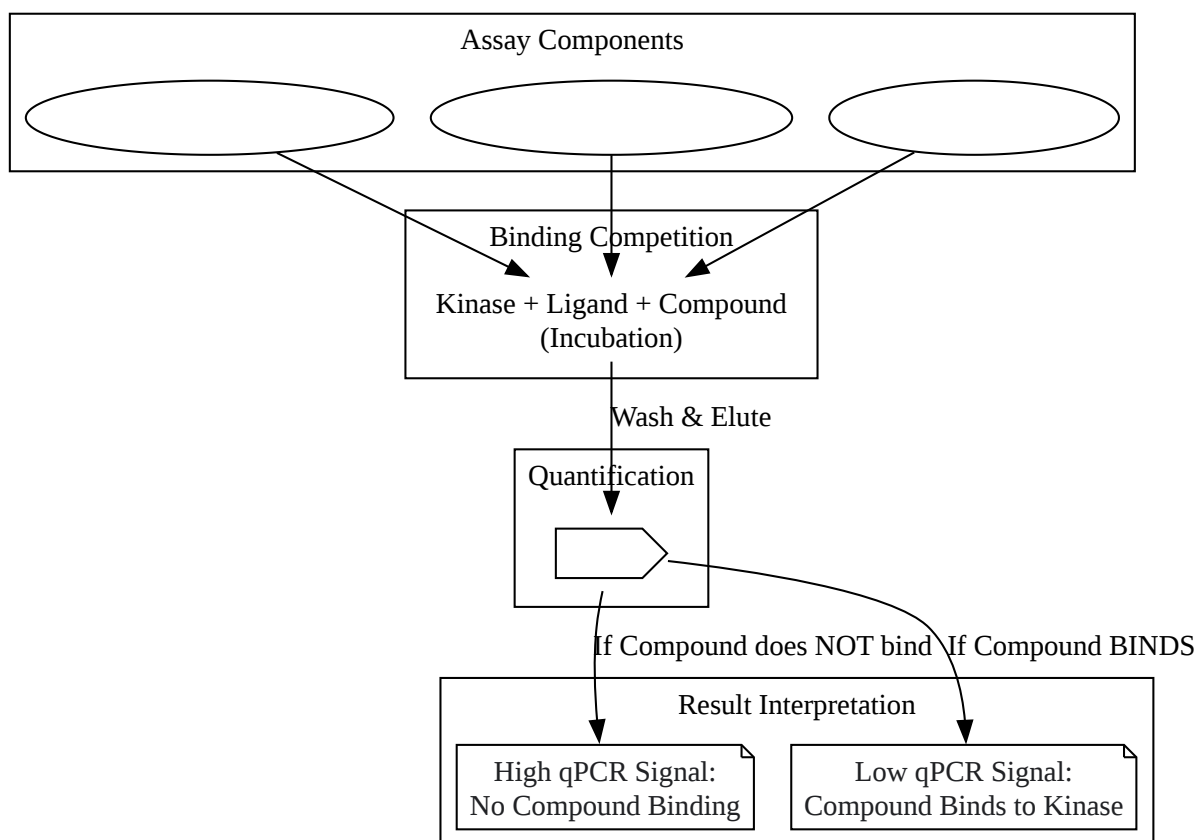 Assay Components
Binding Competition
Kinase + Ligand + Compound
(Incubation)
Wash & Elute
Quantification
If Compound does NOT bind
If Compound BINDS
Result Interpretation
High qPCR Signal:
No Compound Binding
Low qPCR Signal:
Compound Binds to Kinase